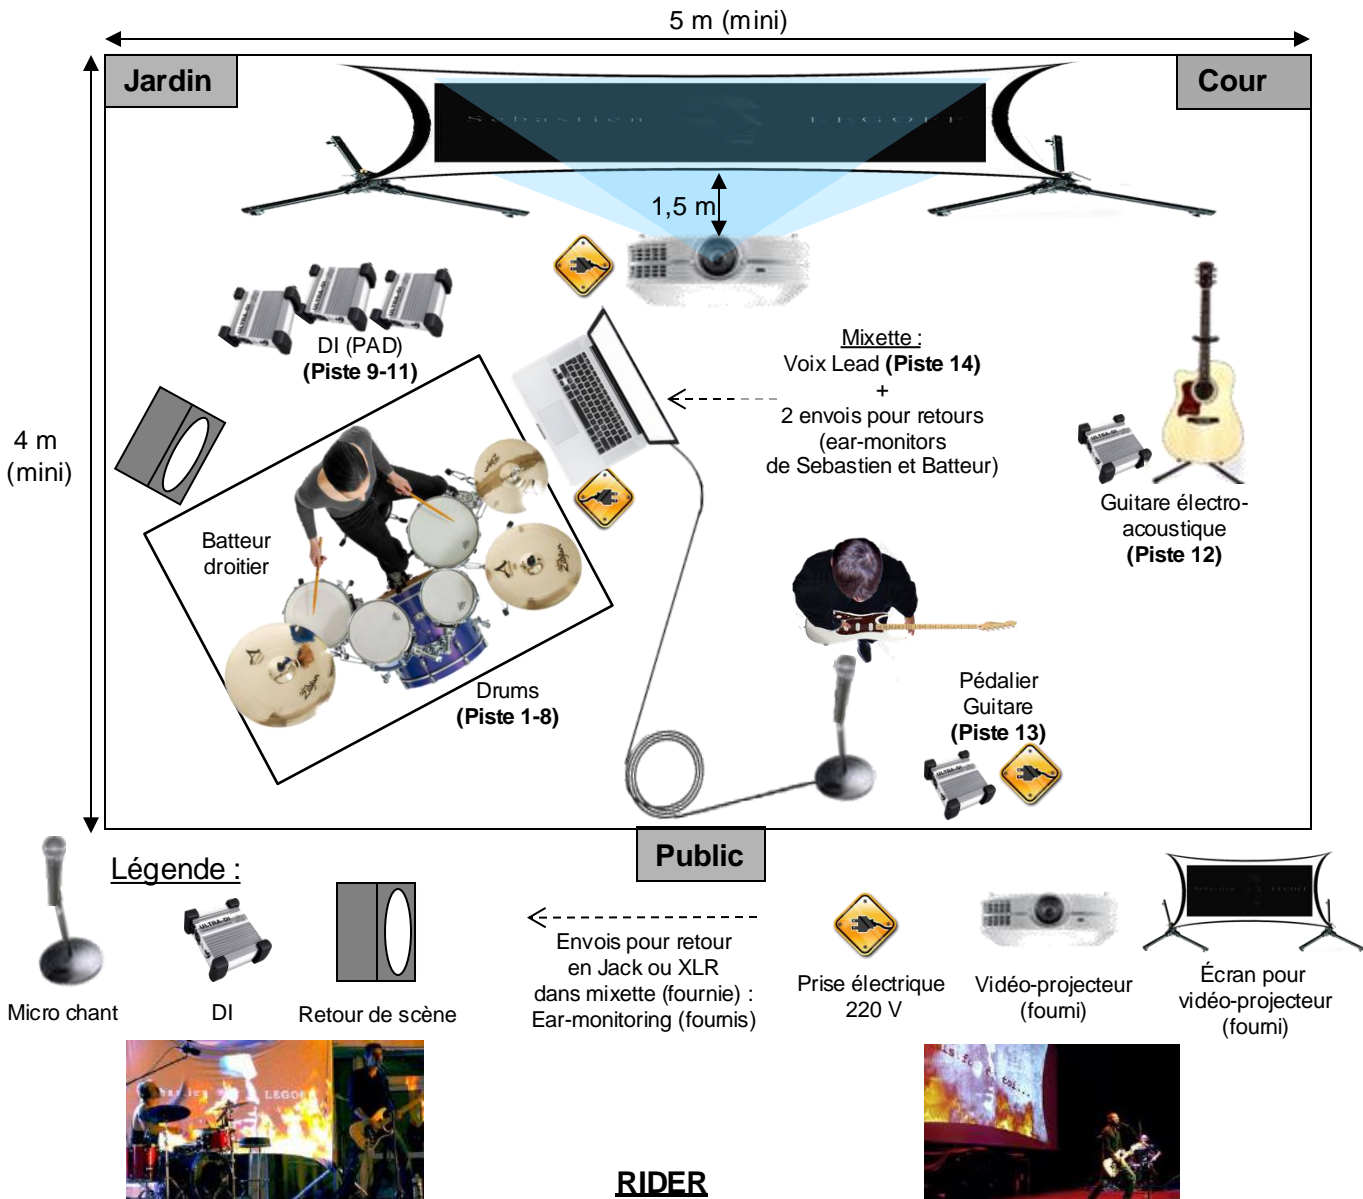 5 m (mini)
Jardin
Cour
Sebastien LEGOFF
1,5 m
DI (PAD)
(Piste 9-11)
Mixette :
Voix Lead (Piste 14)
+
2 envois pour retours
(ear-monitors
de Sebastien et Batteur)
4 m
(mini)
Guitare électro-
acoustique
(Piste 12)
Batteur
droitier
Drums
(Piste 1-8)
Pédalier
Guitare
(Piste 13)
Public
Légende :
Micro chant
DI
Retour de scène
Envois pour retour
en Jack ou XLR
dans mixette (fournie) :
Ear-monitoring (fournis)
Prise électrique
220 V
Vidéo-projecteur
(fourni)
Écran pour
vidéo-projecteur
(fourni)
LEGOFF
RIDER